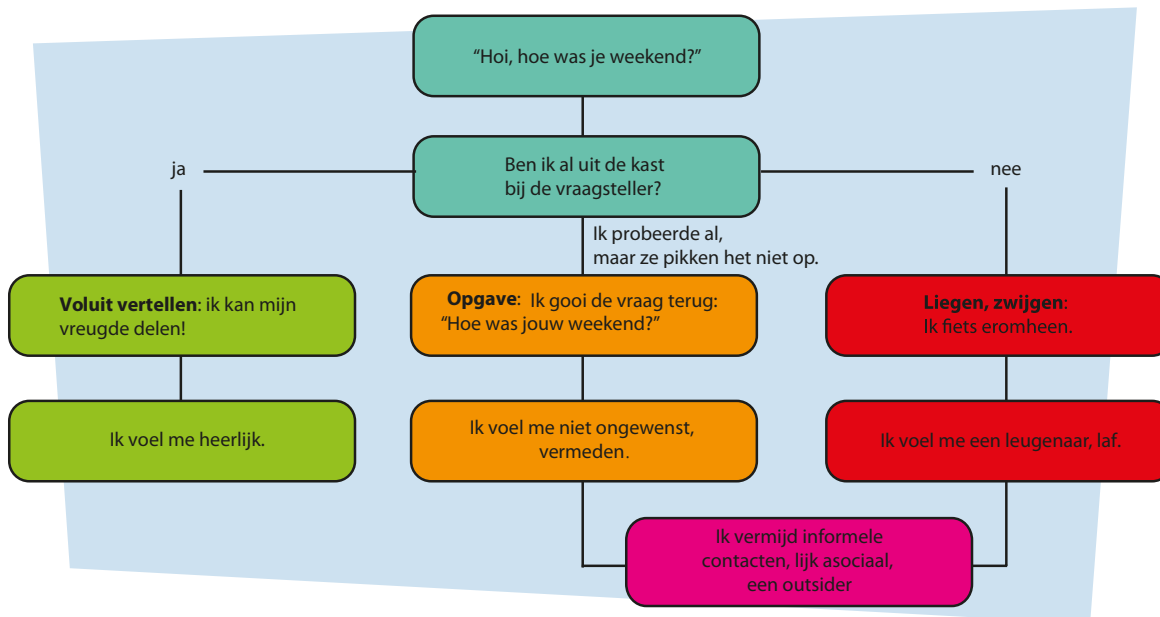 “Hoi, hoe was je weekend?”
Ben ik al uit de kast
bij de vraagsteller?
ja
nee
Ik probeerde al,
maar ze pikken het niet op.
Voluit vertellen: ik kan mijn
vreugde delen!
Opgave: Ik gooi de vraag terug:
“Hoe was jouw weekend?”
Liegen, zwijgen:
Ik fiets eromheen.
Ik voel me heerlijk.
Ik voel me niet ongewenst,
vermeden.
Ik voel me een leugenaar, laf.
Ik vermijd informele
contacten, lijk asociaal,
een outsider